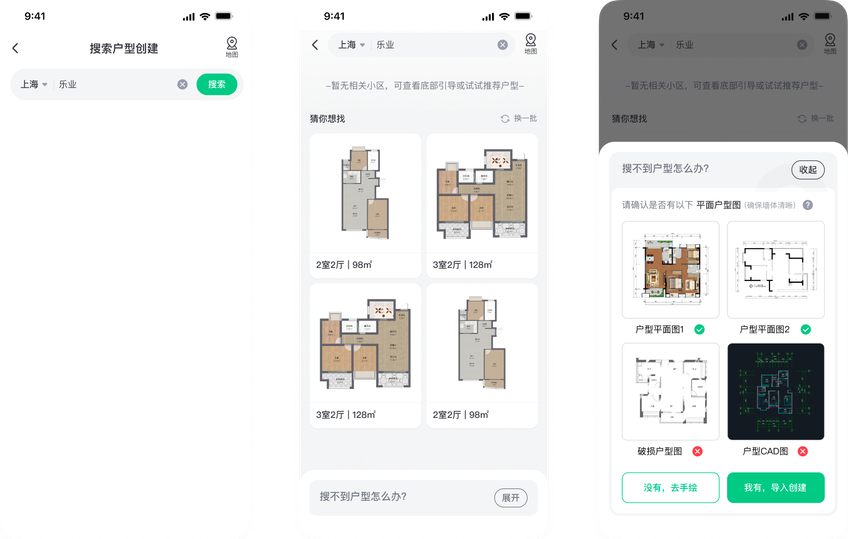 9:41
搜索户型创建
地图
上海
乐业
搜索
9:41
上海
乐业
地图
–暂无相关小区，可查看底部引导或试试推荐户型–
猜你想找
换一批
2室2厅 | 98㎡
3室2厅 | 128㎡
3室2厅 | 128㎡
2室2厅 | 98㎡
搜不到户型怎么办?
展开
9:41
上海
乐业
地图
–暂无相关小区，可查看底部引导或试试推荐户型–
猜你想找
换一批
搜不到户型怎么办?
收起
请确认是否有以下 平面户型图 (确保墙体清晰) ?
户型平面图1
户型平面图2
破损户型图
户型CAD图
没有，去手绘
我有，导入创建